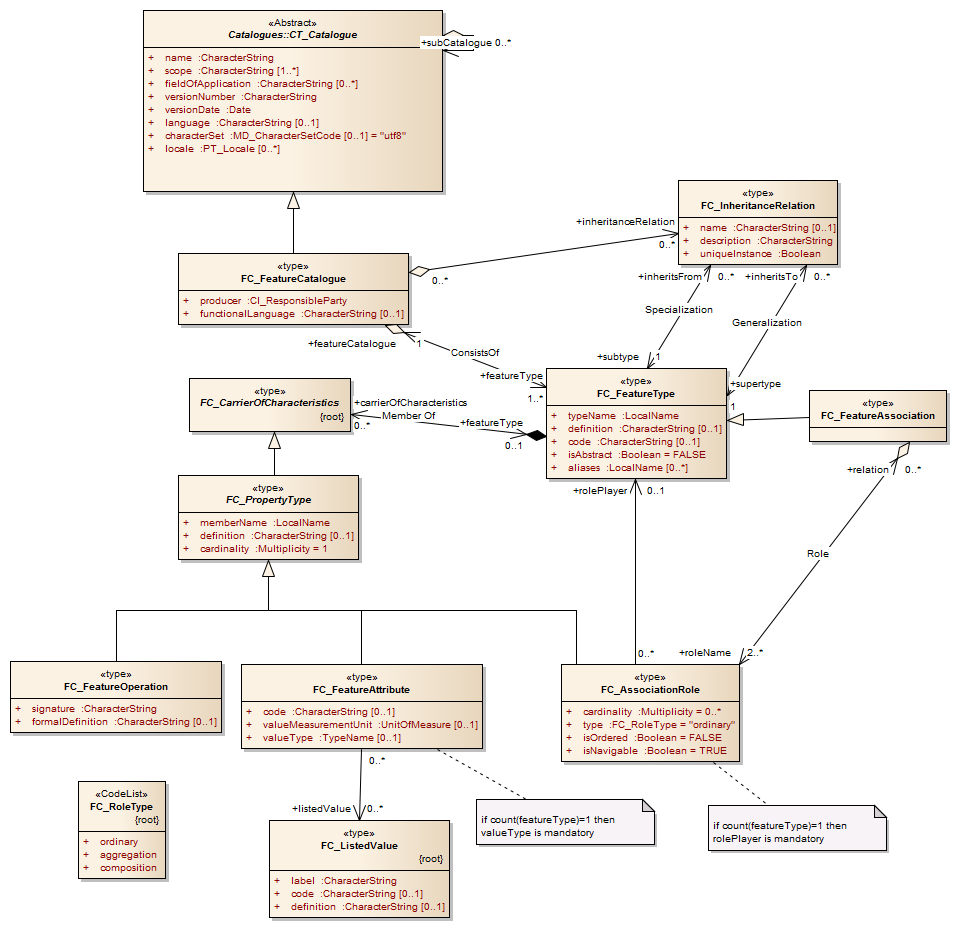 «Abstract»
Catalogues::CT_Catalogue
+ name :CharacterString
+ scope :CharacterString [1..*]
+ fieldOfApplication :CharacterString [0..*]
+ versionNumber :CharacterString
+ versionDate :Date
+ language :CharacterString [0..1]
+ characterSet :MD_CharacterSetCode [0..1] = "utf8"
+ locale :PT_Locale [0..*]
+subCatalogue 0..*
«type»
FC_InheritanceRelation
+ name :CharacterString [0..1]
+ description :CharacterString
+ uniqueInstance :Boolean
+inheritanceRelation
0..*
0..*
«type»
FC_FeatureCatalogue
+ producer :CI_ResponsibleParty
+ functionalLanguage :CharacterString [0..1]
+inheritsFrom 0..*
+inheritsTo 0..*
Specialization
Generalization
+featureCatalogue 1
ConsistsOf
+subtype 1
+featureType
1..*
+supertype
1
«type»
FC_CarrierOfCharacteristics
{root}
+carrierOfCharacteristics
0..*
Member Of
+featureType
0..1
«type»
FC_FeatureType
+ typeName :LocalName
+ definition :CharacterString [0..1]
+ code :CharacterString [0..1]
+ isAbstract :Boolean = FALSE
+ aliases :LocalName [0..*]
«type»
FC_FeatureAssociation
+relation 0..*
+rolePlayer 0..1
Role
«type»
FC_PropertyType
+ memberName :LocalName
+ definition :CharacterString [0..1]
+ cardinality :Multiplicity = 1
0..*
+roleName 2..*
«type»
FC_FeatureOperation
+ signature :CharacterString
+ formalDefinition :CharacterString [0..1]
«type»
FC_FeatureAttribute
+ code :CharacterString [0..1]
+ valueMeasurementUnit :UnitOfMeasure [0..1]
+ valueType :TypeName [0..1]
«type»
FC_AssociationRole
+ cardinality :Multiplicity = 0..*
+ type :FC_RoleType = "ordinary"
+ isOrdered :Boolean = FALSE
+ isNavigable :Boolean = TRUE
0..*
+listedValue 0..*
if count(featureType)=1 then
valueType is mandatory
if count(featureType)=1 then
rolePlayer is mandatory
«CodeList»
FC_RoleType
{root}
+ ordinary
+ aggregation
+ composition
«type»
FC_ListedValue
{root}
+ label :CharacterString
+ code :CharacterString [0..1]
+ definition :CharacterString [0..1]